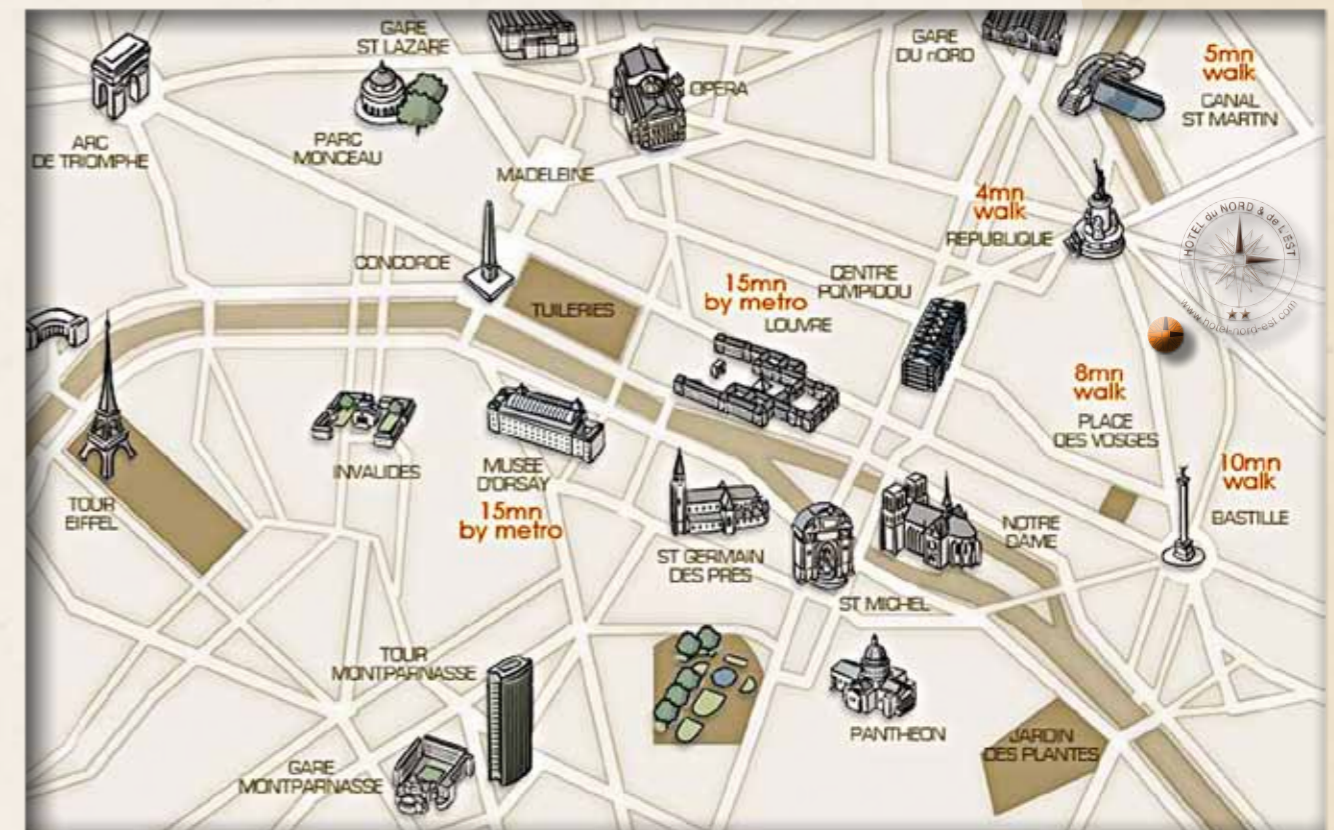 GARE
ST LAZARE
GARE
DU nORD
5mn
walk
CANAL
ST MARTIN
OPERA
ARC
DE TRIOMPHE
PARC
MONCEAU
MADELEINE
4mn
walk
REPUBLIQUE
HOTEL du NORD & de L'EST
www.hotel-nord-est.com
CONCORDE
TUILERIES
15mn
by metro
LOUVRE
CENTRE
POMPIDOU
8mn
walk
PLACE
DES VOSGES
10mn
walk
BASTILLE
INVALIDES
MUSEE
D'ORSAY
15mn
by metro
TOUR
EIFFEL
ST GERMAIN
DES PRES
NOTRE
DAME
ST MICHEL
TOUR
MONTPARNASSE
PANTHEON
JARDIN
DES PLANTES
GARE
MONTPARNASSE